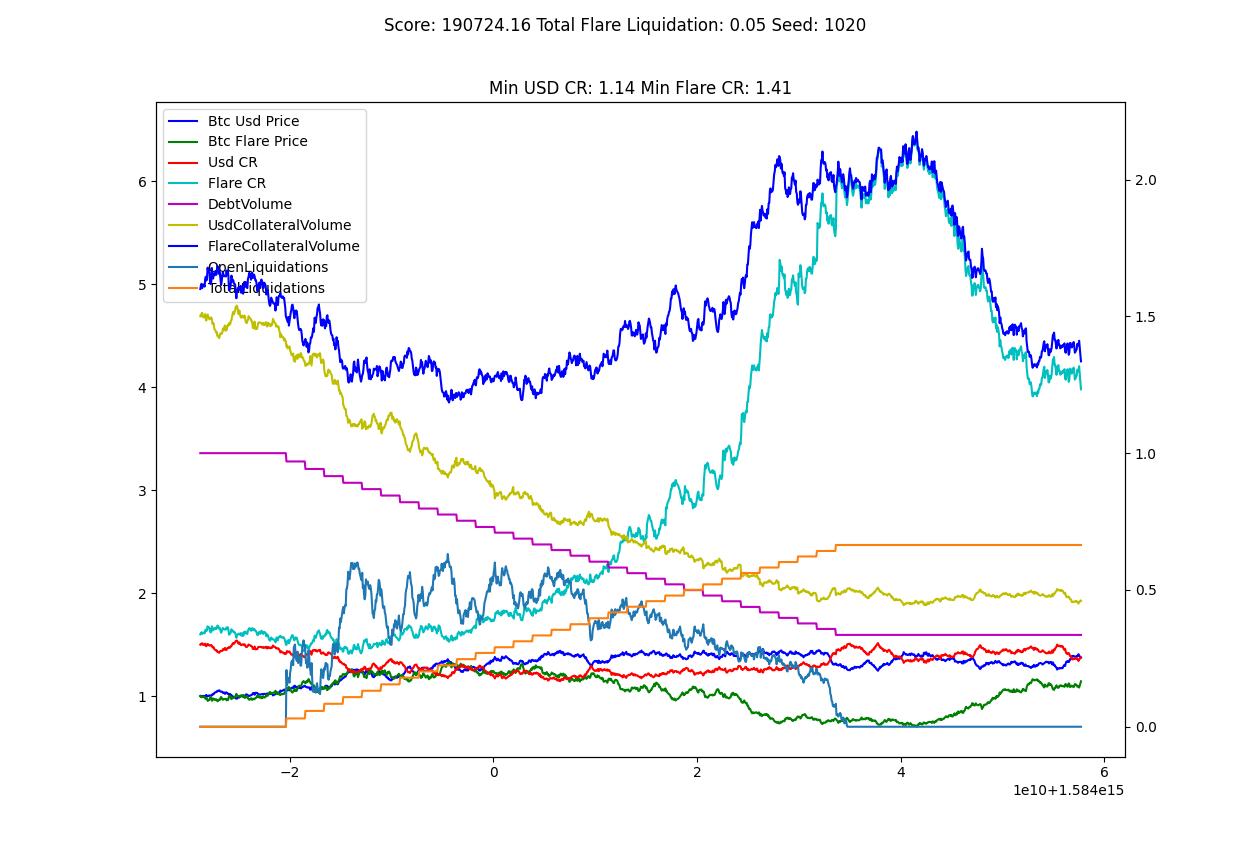 Score: 190724.16 Total Flare Liquidation: 0.05 Seed: 1020
Min USD CR: 1.14 Min Flare CR: 1.41
Btc Usd Price
Btc Flare Price
Usd CR
Flare CR
DebtVolume
UsdCollateralVolume
FlareCollateralVolume
OpenLiquidations
TotalLiquidations
6
5
4
3
2
1
2.0
1.5
1.0
0.5
0.0
−2 0 2 4 6
1e10+1.584e15